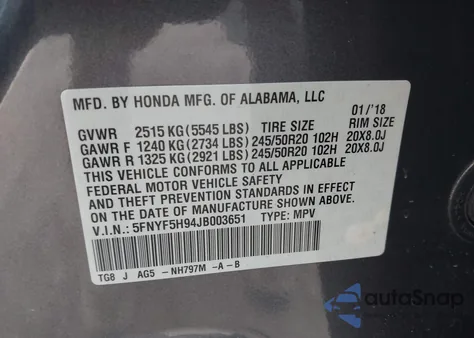 MFD. BY HONDA MFG. OF ALABAMA, LLC 01/'18
GVWR 2515 KG (5545 LBS) TIRE SIZE RIM SIZE
GAWR F 1240 KG (2734 LBS) 245/50R20 102H 20X8.0J
GAWR R 1325 KG (2921 LBS) 245/50R20 102H 20X8.0J
THIS VEHICLE CONFORMS TO ALL APPLICABLE
FEDERAL MOTOR VEHICLE SAFETY
AND THEFT PREVENTION STANDARDS IN EFFECT
ON THE DATE OF MANUFACTURE SHOWN ABOVE.
V.I.N.: 5FNYF5H94JB003651 TYPE: MPV
TG8 J AG5 -NH797M -A-B
autoSnap